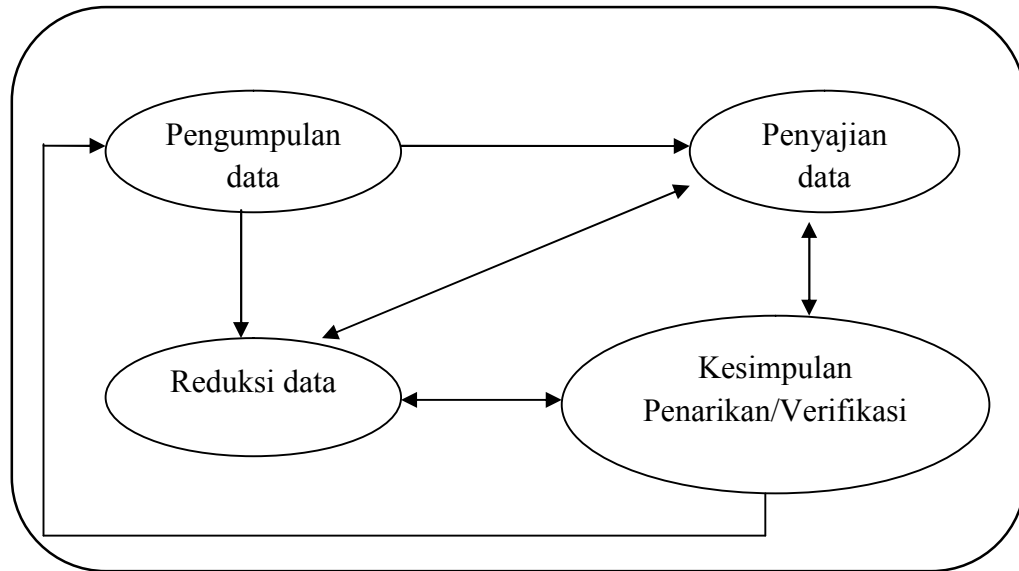 Pengumpulan
data
Penyajian
data
Reduksi data
Kesimpulan
Penarikan/Verifikasi